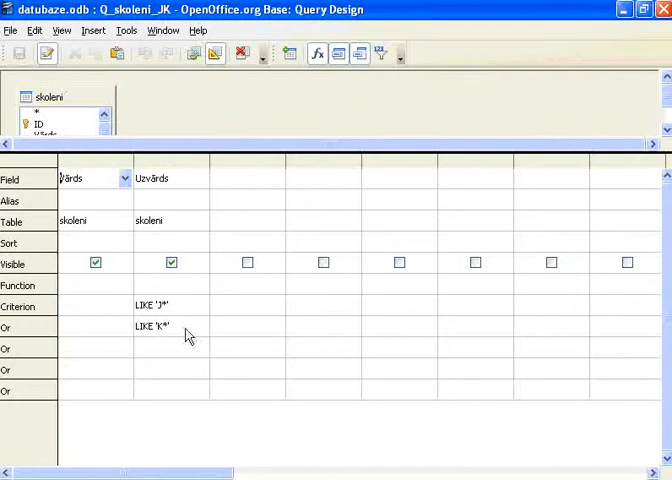 datubaze.odb : Q_skoleni_JK - OpenOffice.org Base: Query Design
File Edit View Insert Tools Window Help
skoleni
*
ID
Vārds
Field Vārds Uzvārds
Alias
Table skoleni skoleni
Sort
Visible
Function
Criterion LIKE 'J*'
Or LIKE 'K*'
Or
Or
Or